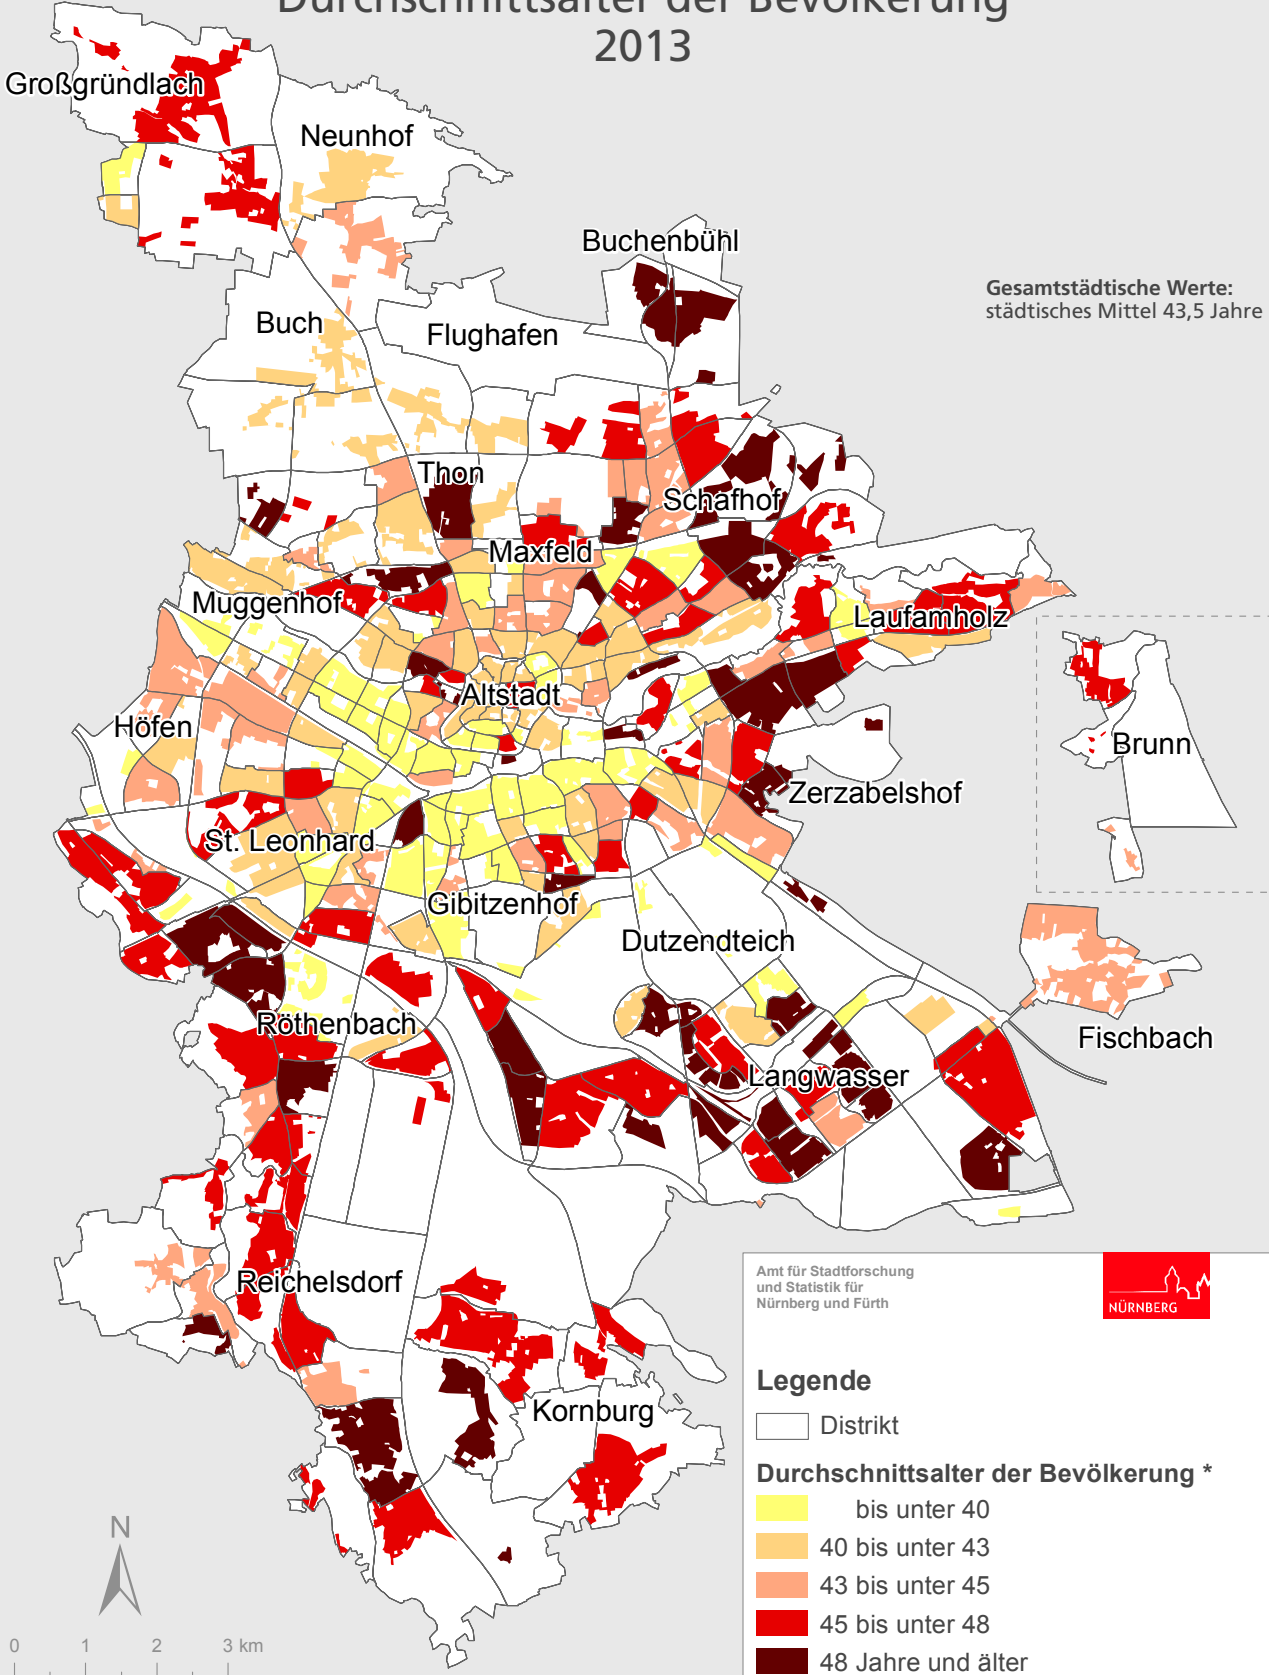 Durchschnittsalter der Bevölkerung
2013
Großgründlach
Neunhof
Buchenbühl
Gesamtstädtische Werte:
städtisches Mittel 43,5 Jahre
Buch
Flughafen
Thon
Schafhof
Maxfeld
Muggenhof
Laufamholz
Altstadt
Höfen
Brunn
Zerzabelshof
St. Leonhard
Gibitzenhof
Dutzendteich
Röthenbach
Fischbach
Langwasser
Reichelsdorf
Amt für Stadtforschung
und Statistik für
Nürnberg und Fürth
NÜRNBERG
Kornburg
Legende
Distrikt
Durchschnittsalter der Bevölkerung *
bis unter 40
40 bis unter 43
43 bis unter 45
45 bis unter 48
48 Jahre und älter
N
0 1 2 3 km